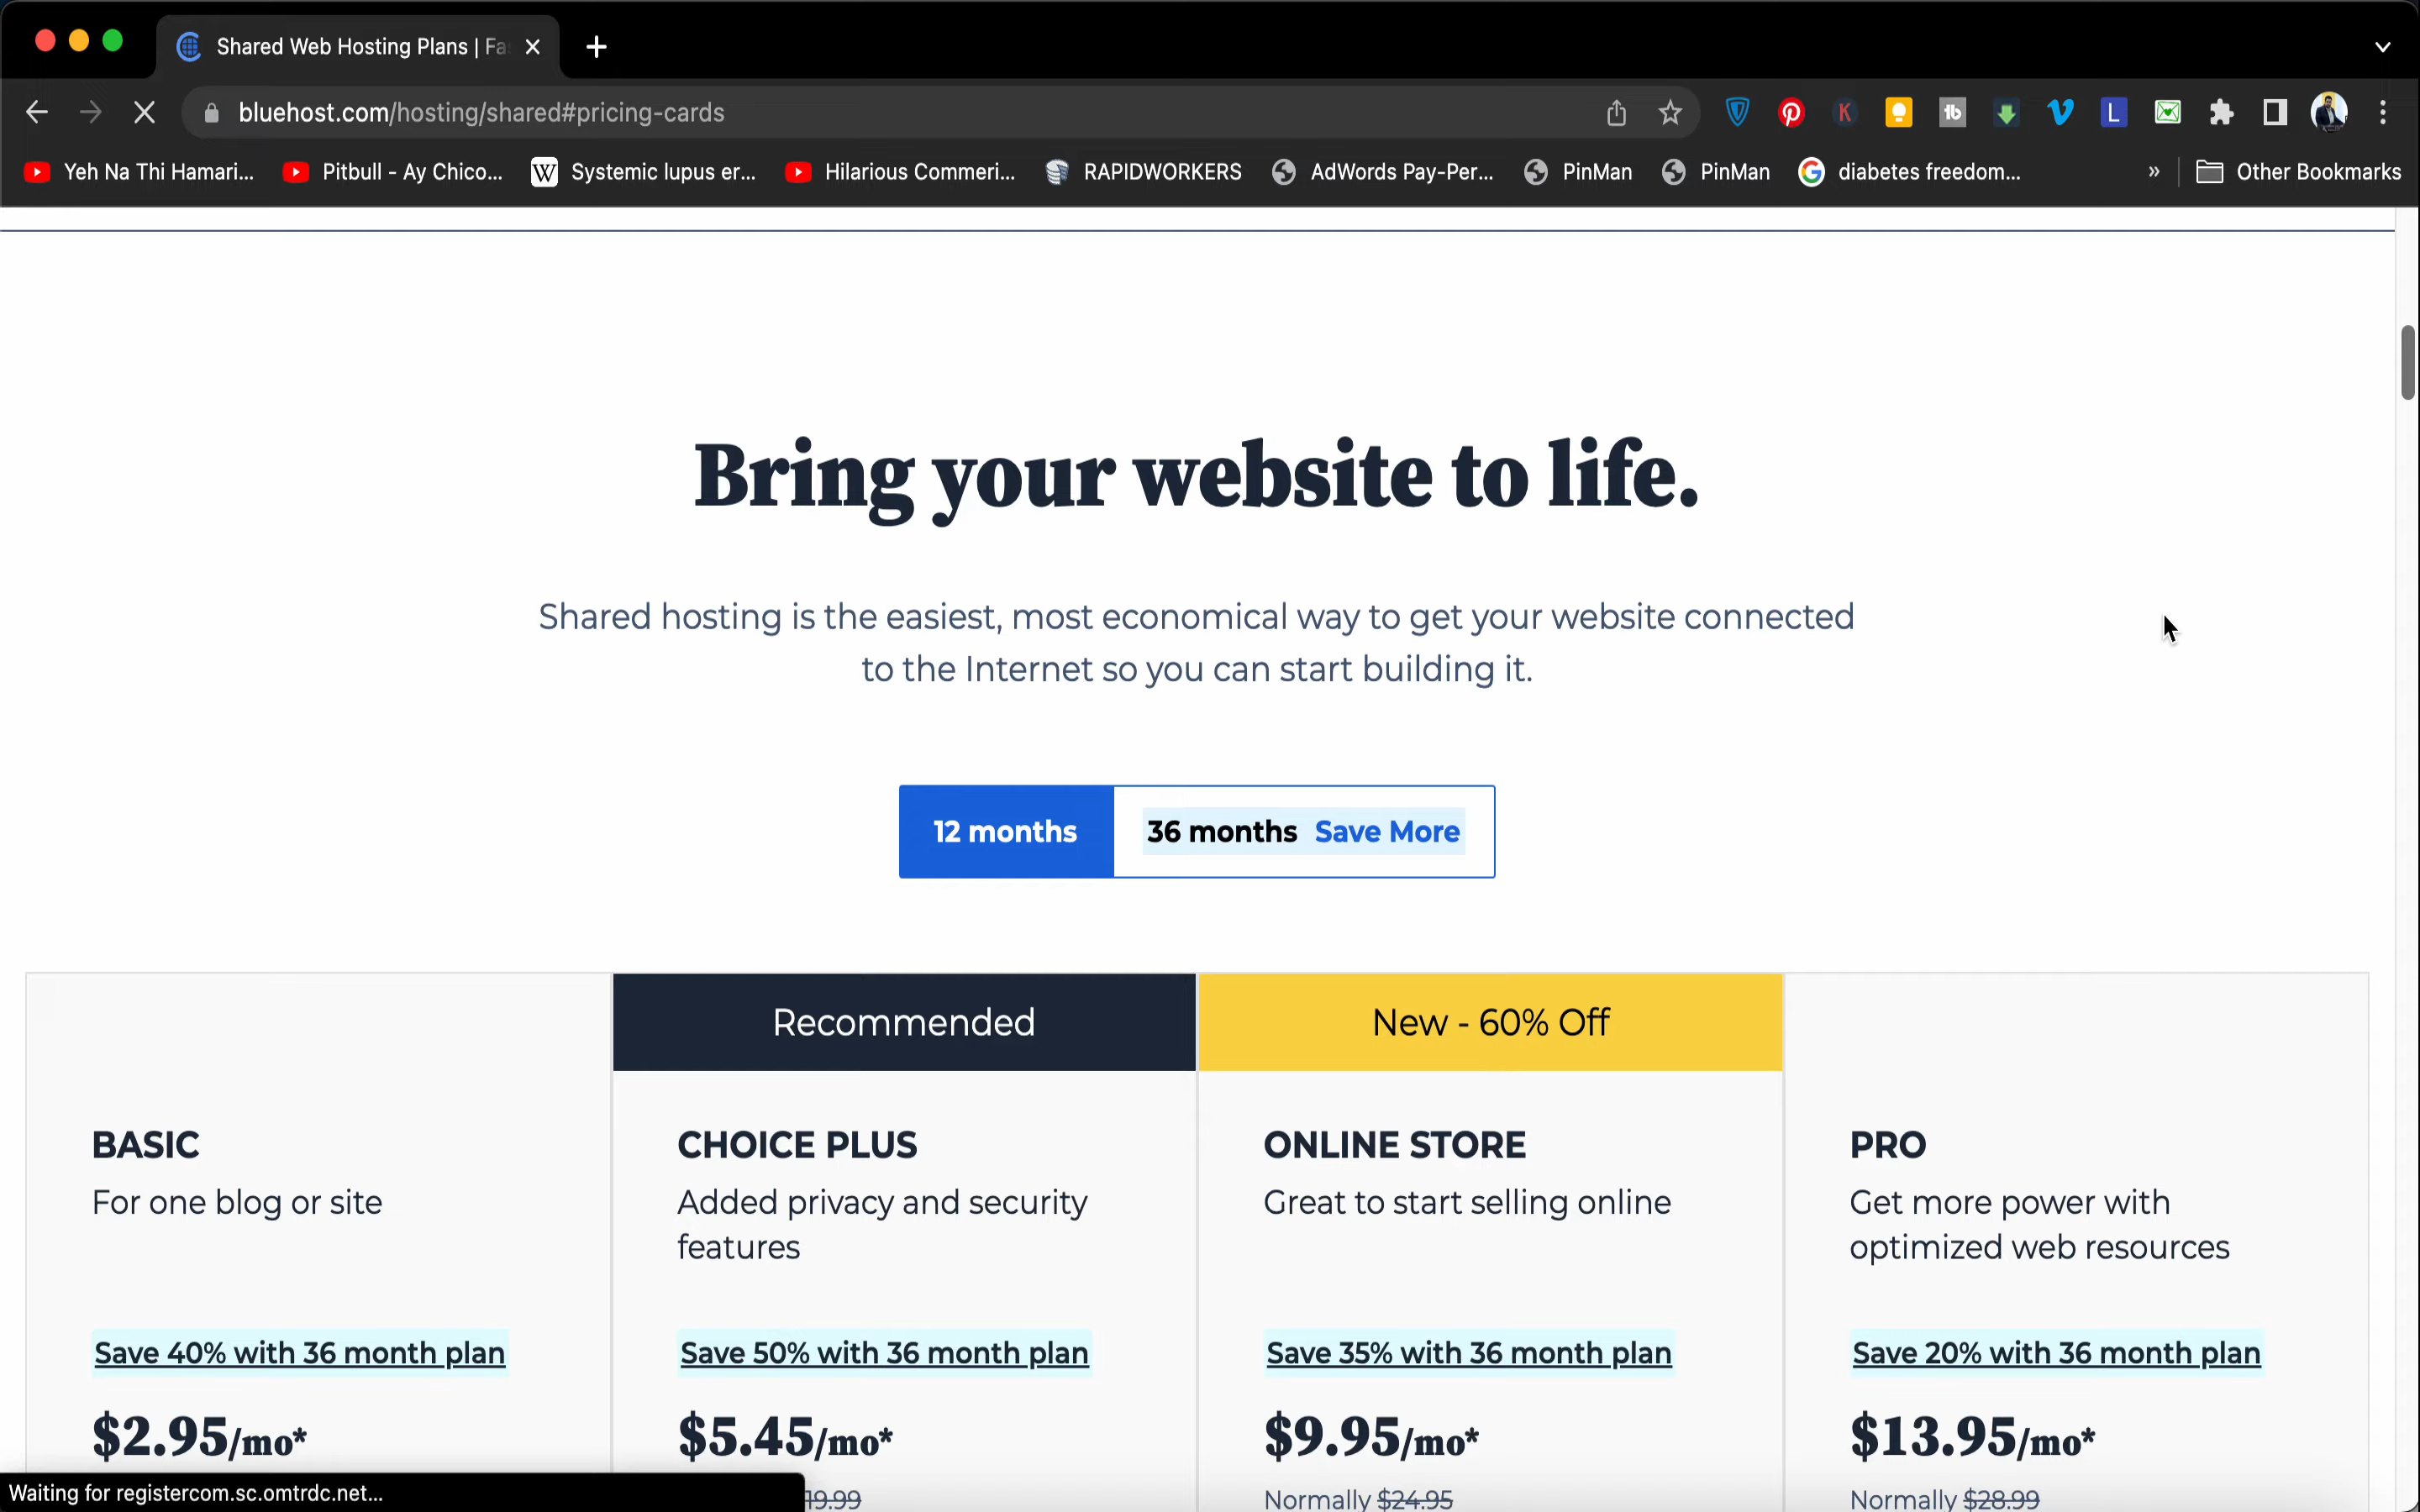 Shared Web Hosting Plans | Fa
bluehost.com/hosting/shared#pricing-cards
Yeh Na Thi Hamari...
Pitbull - Ay Chico...
Systemic lupus er...
Hilarious Commeri...
RAPIDWORKERS
AdWords Pay-Per...
PinMan
PinMan
diabetes freedom...
»
Other Bookmarks
Bring your website to life.
Shared hosting is the easiest, most economical way to get your website connected
to the Internet so you can start building it.
12 months
36 months Save More
Recommended
New - 60% Off
BASIC
For one blog or site
Save 40% with 36 month plan
$2.95/mo*
CHOICE PLUS
Added privacy and security
features
Save 50% with 36 month plan
$5.45/mo*
19.99
ONLINE STORE
Great to start selling online
Save 35% with 36 month plan
$9.95/mo*
Normally $24.95
PRO
Get more power with
optimized web resources
Save 20% with 36 month plan
$13.95/mo*
Normally $28.99
Waiting for registercom.sc.omtrdc.net...